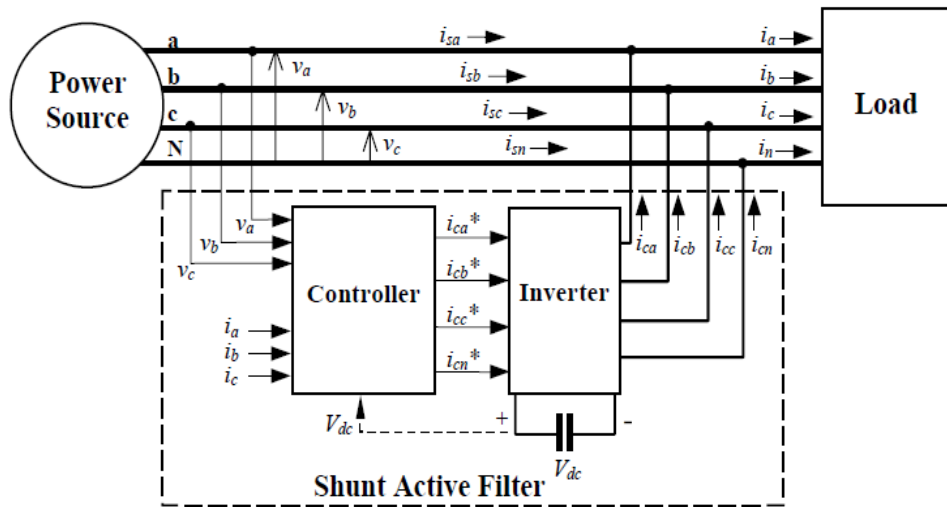 Power
Source
a
b
c
N
i_sa
i_sb
i_sc
i_sn
v_a
v_b
v_c
i_a
i_b
i_c
i_n
Load
v_a
v_b
v_c
i_a
i_b
i_c
Controller
i_ca*
i_cb*
i_cc*
i_cn*
Inverter
i_ca
i_cb
i_cc
i_cn
V_dc
+
-
V_dc
Shunt Active Filter